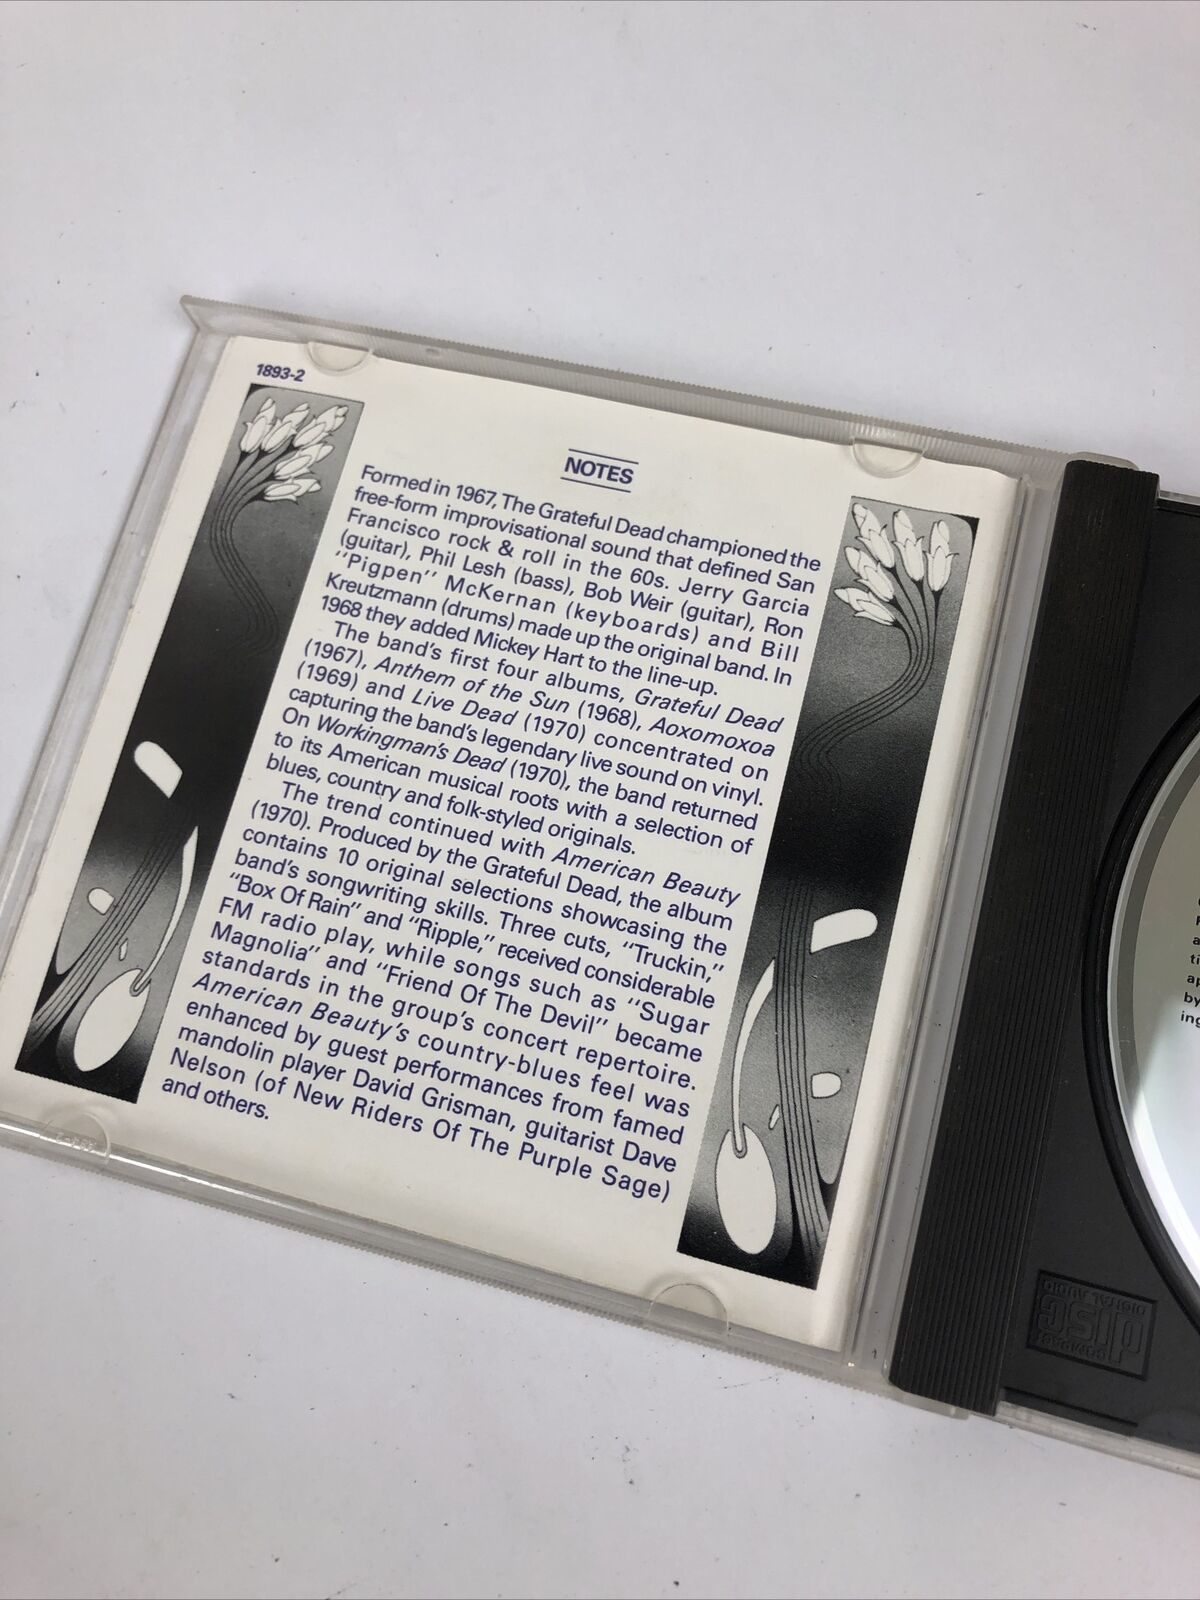 1893-2
NOTES
Formed in 1967, The Grateful Dead championed the
free-form improvisational sound that defined San
Francisco rock & roll in the 60s. Jerry Garcia
(guitar), Phil Lesh (bass), Bob Weir (guitar), Ron
"Pigpen" McKernan (keyboards) and Bill
Kreutzmann (drums) made up the original band. In
1968 they added Mickey Hart to the line-up.
The band's first four albums, Grateful Dead
(1967), Anthem of the Sun (1968), Aoxomoxoa
(1969) and Live Dead (1970) concentrated on
capturing the band's legendary live sound on vinyl.
On Workingman's Dead (1970), the band returned
to its American musical roots with a selection of
blues, country and folk-styled originals.
The trend continued with American Beauty
(1970). Produced by the Grateful Dead, the album
contains 10 original selections showcasing the
band's songwriting skills. Three cuts, "Truckin,"
"Box Of Rain" and "Ripple," received considerable
FM radio play, while songs such as "Sugar
Magnolia" and "Friend Of The Devil" became
standards in the group's concert repertoire.
American Beauty's country-blues feel was
enhanced by guest performances from famed
mandolin player David Grisman, guitarist Dave
Nelson (of New Riders Of The Purple Sage)
and others.
COMPACT
disc
DIGITAL AUDIO
by